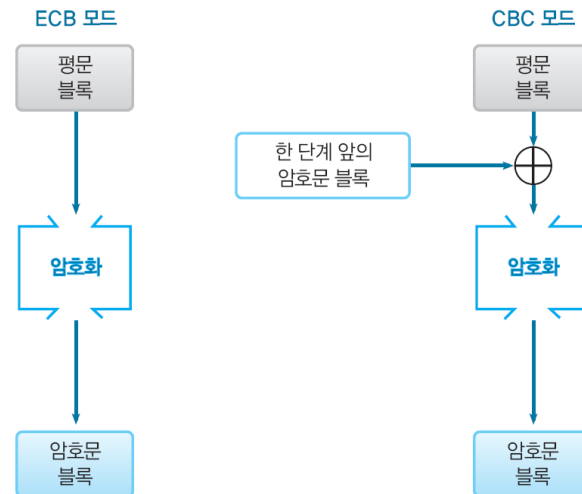 ECB 모드
CBC 모드
평문
블록
평문
블록
한 단계 앞의
암호문 블록
암호화
암호화
암호문
블록
암호문
블록